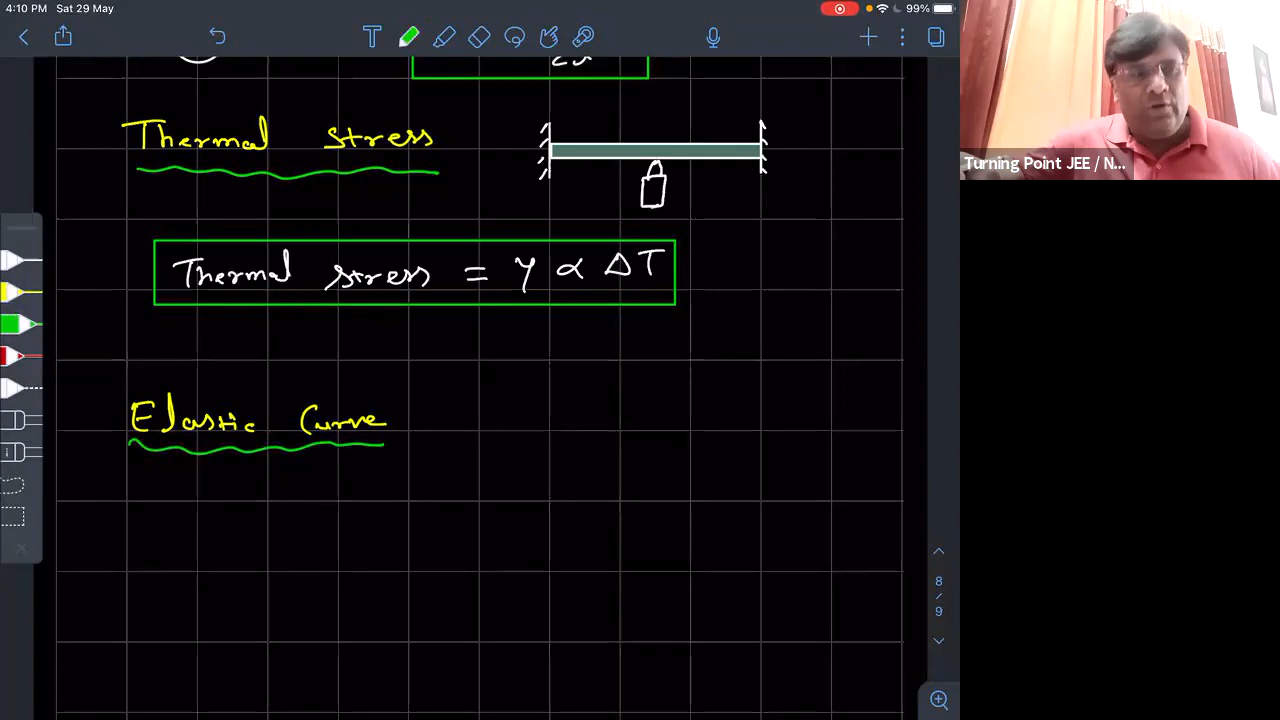 4:10 PM Sat 29 May
99%
Turning Point JEE / N...
Thermal stress
Thermal stress = Y α ΔT
Elastic Curve
8
/
9